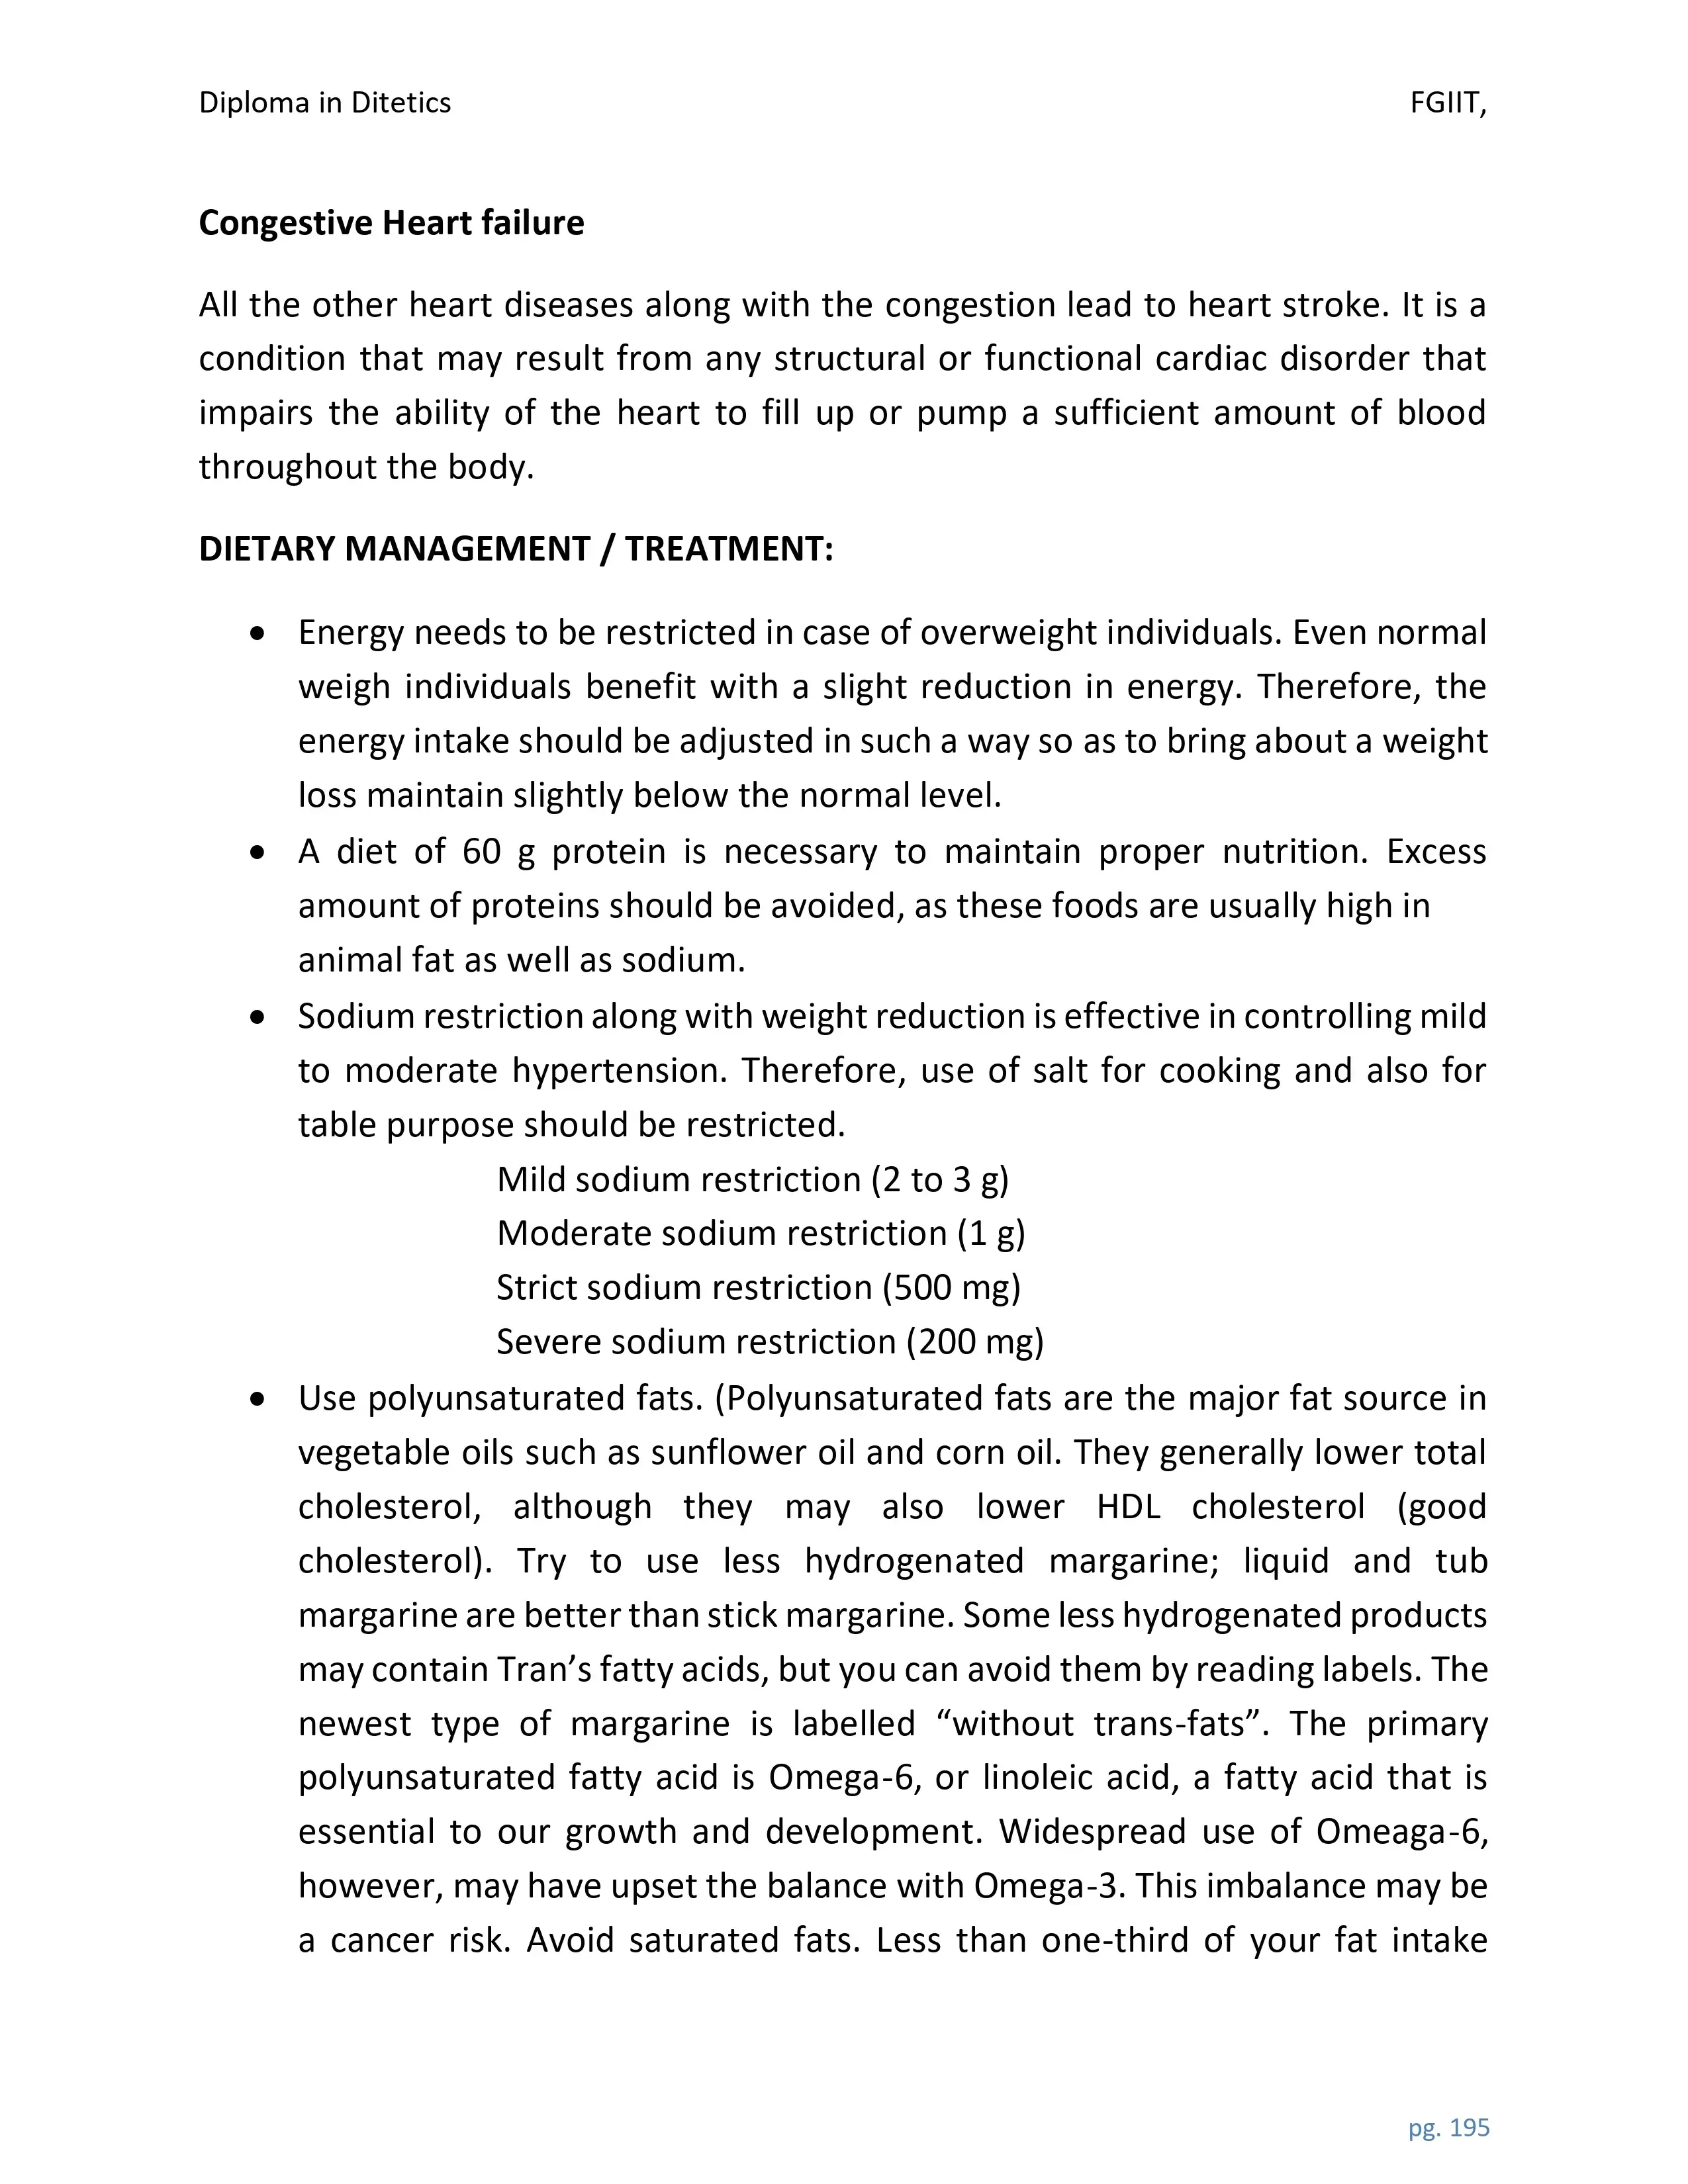 Diploma in Ditetics FGIIT,
Congestive Heart failure
All the other heart diseases along with the congestion lead to heart stroke. It is a
condition that may result from any structural or functional cardiac disorder that
impairs the ability of the heart to fill up or pump a sufficient amount of blood
throughout the body.
DIETARY MANAGEMENT / TREATMENT:
• Energy needs to be restricted in case of overweight individuals. Even normal
weigh individuals benefit with a slight reduction in energy. Therefore, the
energy intake should be adjusted in such a way so as to bring about a weight
loss maintain slightly below the normal level.
• A diet of 60 g protein is necessary to maintain proper nutrition. Excess
amount of proteins should be avoided, as these foods are usually high in
animal fat as well as sodium.
• Sodium restriction along with weight reduction is effective in controlling mild
to moderate hypertension. Therefore, use of salt for cooking and also for
table purpose should be restricted.
Mild sodium restriction (2 to 3 g)
Moderate sodium restriction (1 g)
Strict sodium restriction (500 mg)
Severe sodium restriction (200 mg)
• Use polyunsaturated fats. (Polyunsaturated fats are the major fat source in
vegetable oils such as sunflower oil and corn oil. They generally lower total
cholesterol, although they may also lower HDL cholesterol (good
cholesterol). Try to use less hydrogenated margarine; liquid and tub
margarine are better than stick margarine. Some less hydrogenated products
may contain Tran’s fatty acids, but you can avoid them by reading labels. The
newest type of margarine is labelled “without trans-fats”. The primary
polyunsaturated fatty acid is Omega-6, or linoleic acid, a fatty acid that is
essential to our growth and development. Widespread use of Omeaga-6,
however, may have upset the balance with Omega-3. This imbalance may be
a cancer risk. Avoid saturated fats. Less than one-third of your fat intake
pg. 195